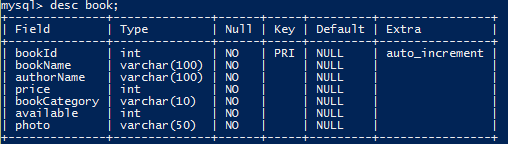 mysql> desc book;
+--------------+--------------+------+-----+---------+----------------+
| Field        | Type         | Null | Key | Default | Extra          |
+--------------+--------------+------+-----+---------+----------------+
| bookId       | int          | NO   | PRI | NULL    | auto_increment |
| bookName     | varchar(100) | NO   |     | NULL    |                |
| authorName   | varchar(100) | NO   |     | NULL    |                |
| price        | int          | NO   |     | NULL    |                |
| bookCategory | varchar(10)  | NO   |     | NULL    |                |
| available    | int          | NO   |     | NULL    |                |
| photo        | varchar(50)  | NO   |     | NULL    |                |
+--------------+--------------+------+-----+---------+----------------+